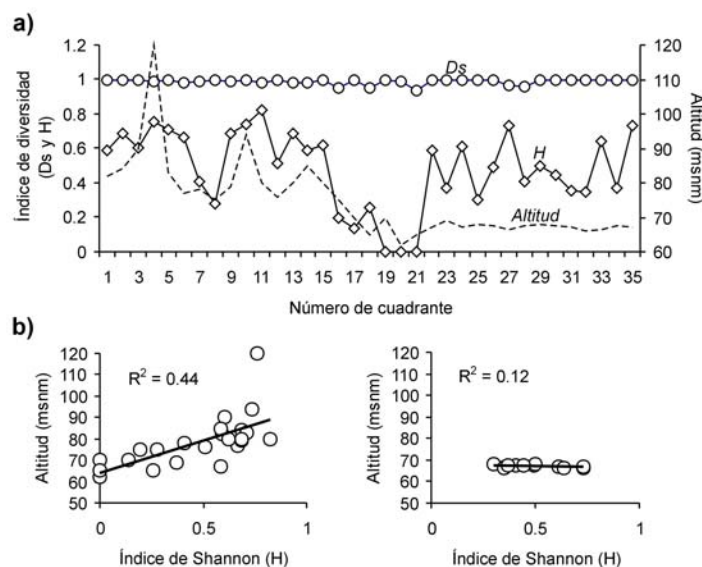 a)
1.2
1
0.8
0.6
0.4
0.2
0
Índice de diversidad
(Ds y H)
Ds
H
Altitud
120
110
100
90
80
70
60
Altitud (msnm)
1 3 5 7 9 11 13 15 17 19 21 23 25 27 29 31 33 35
Número de cuadrante
b)
120
110
100
90
80
70
60
50
Altitud (msnm)
R2 = 0.44
0 0.5 1
Índice de Shannon (H)
120
110
100
90
80
70
60
50
Altitud (msnm)
R2 = 0.12
0 0.5 1
Índice de Shannon (H)